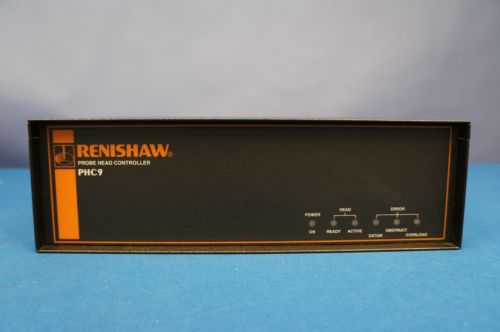 RENISHAW®
PROBE HEAD CONTROLLER
PHC9
POWER HEAD ERROR
ON READY ACTIVE DATUM OBSTRUCT OVERLOAD